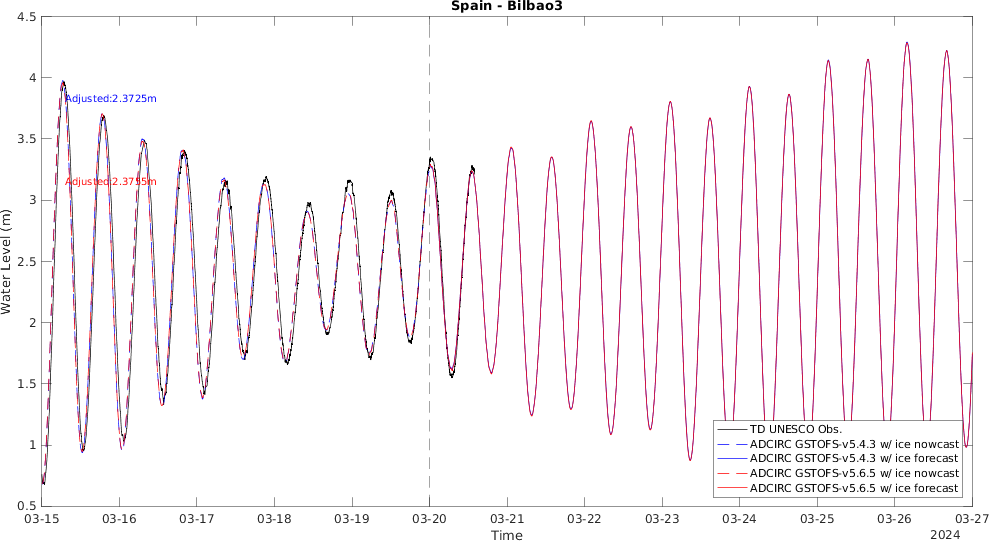 Spain - Bilbao3
4.5
4
3.5
3
2.5
2
1.5
1
0.5
Water Level (m)
Adjusted:2.3725m
Adjusted:2.3755m
TD UNESCO Obs.
ADCIRC GSTOFS-v5.4.3 w/ ice nowcast
ADCIRC GSTOFS-v5.4.3 w/ ice forecast
ADCIRC GSTOFS-v5.6.5 w/ ice nowcast
ADCIRC GSTOFS-v5.6.5 w/ ice forecast
03-15 03-16 03-17 03-18 03-19 03-20 03-21 03-22 03-23 03-24 03-25 03-26 03-27
Time
2024